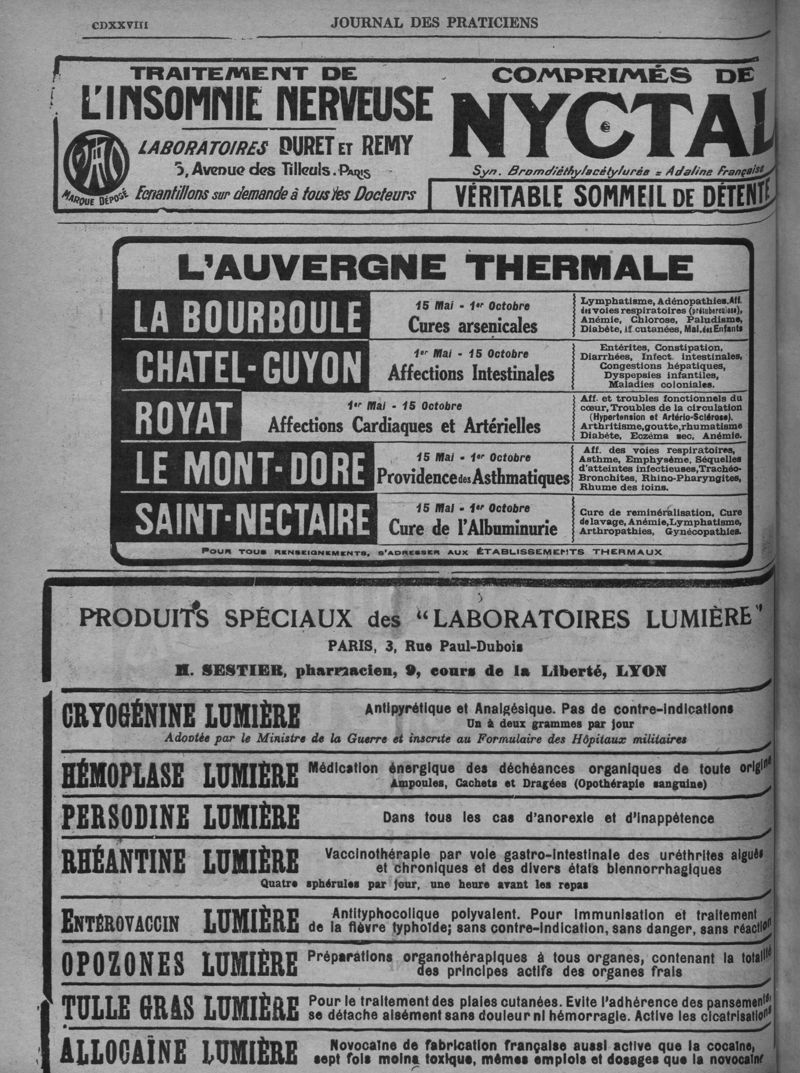 CDXXVIII
JOURNAL DES PRATICIENS
TRAITEMENT DE
L'INSOMNIE NERVEUSE
LABORATOIRES DURET ET REMY
5, Avenue des Tilleuls. PARIS
MARQUE DÉPOSÉ
Echantillons sur demande à tous les Docteurs
COMPRIMÉS DE
NYCTAL
Syn. Bromdiéthylacétylurée = Adaline Française
VÉRITABLE SOMMEIL DE DÉTENTE
L'AUVERGNE THERMALE
LA BOURBOULE
15 Mai - 1er Octobre
Cures arsenicales
Lymphatisme, Adénopathies, Aff.
des voies respiratoires (prétuberculose),
Anémie, Chlorose, Paludisme,
Diabète, if cutanées, Mal. des Enfants
CHATEL-GUYON
1er Mai - 15 Octobre
Affections Intestinales
Entérites, Constipation,
Diarrhées, Infect. intestinales,
Congestions hépatiques,
Dyspepsies infantiles,
Maladies coloniales.
ROYAT
1er Mai - 15 Octobre
Affections Cardiaques et Artérielles
Aff. et troubles fonctionnels du
cœur, Troubles de la circulation
(Hypertension et Artério-Sclérose).
Arthritisme, goutte, rhumatisme
Diabète, Eczéma sec, Anémie.
LE MONT-DORE
15 Mai - 1er Octobre
Providence des Asthmatiques
Aff. des voies respiratoires,
Asthme, Emphysème, Séquelles
d'atteintes infectieuses, Trachéo-
Bronchites, Rhino-Pharyngites,
Rhume des foins.
SAINT-NECTAIRE
15 Mai - 1er Octobre
Cure de l'Albuminurie
Cure de reminéralisation, Cure
de lavage, Anémie, Lymphatisme,
Arthropathies, Gynécopathies.
POUR TOUS RENSEIGNEMENTS, S'ADRESSER AUX ÉTABLISSEMENTS THERMAUX
PRODUITS SPÉCIAUX des "LABORATOIRES LUMIÈRE"
PARIS, 3, Rue Paul-Dubois
M. SESTIER, pharmacien, 9, cours de la Liberté, LYON
CRYOGÉNINE LUMIÈRE
Antipyrétique et Analgésique. Pas de contre-indications
Un à deux grammes par jour
Adoptée par le Ministre de la Guerre et inscrite au Formulaire des Hôpitaux militaires
HÉMOPLASE LUMIÈRE
Médication énergique des déchéances organiques de toute origine
Ampoules, Cachets et Dragées (Opothérapie sanguine)
PERSODINE LUMIÈRE
Dans tous les cas d'anorexie et d'inappétence
RHÉANTINE LUMIÈRE
Vaccinothérapie par voie gastro-intestinale des uréthrites aiguës
et chroniques et des divers états blennorrhagiques
Quatre sphérules par jour, une heure avant les repas
ENTÉROVACCIN LUMIÈRE
Antityphocolique polyvalent. Pour immunisation et traitement
de la fièvre typhoïde; sans contre-indication, sans danger, sans réaction
OPOZONES LUMIÈRE
Préparations organothérapiques à tous organes, contenant la totalité
des principes actifs des organes frais
TULLE GRAS LUMIÈRE
Pour le traitement des plaies cutanées. Evite l'adhérence des pansements,
se détache aisément sans douleur ni hémorragie. Active les cicatrisations
ALLOCAÏNE LUMIÈRE
Novocaïne de fabrication française aussi active que la cocaïne,
sept fois moins toxique, mêmes emplois et dosages que la novocaïne